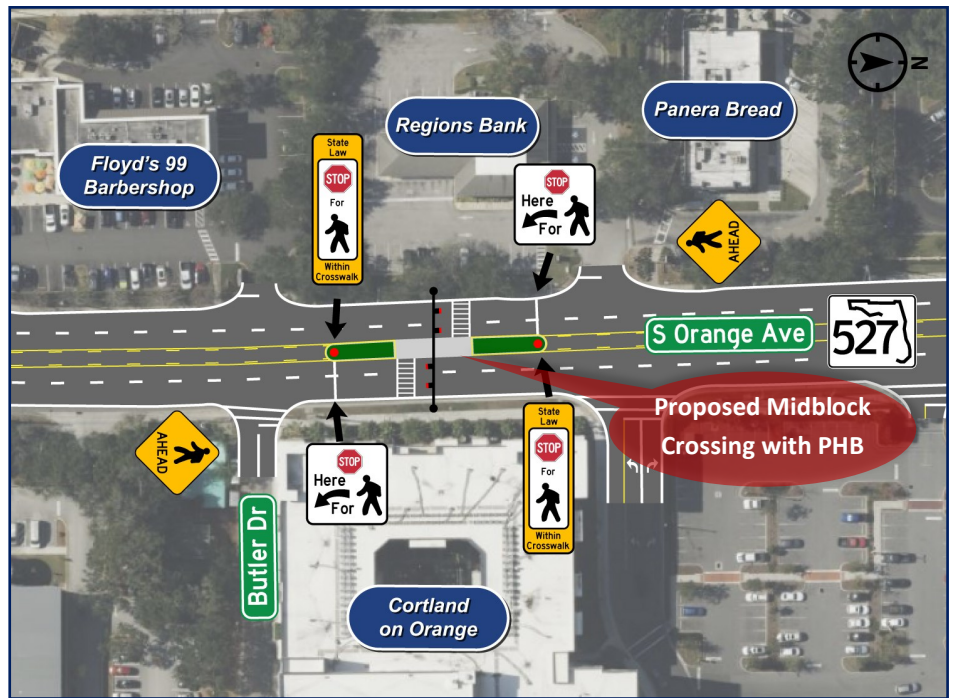 N
Floyd's 99
Barbershop
Regions Bank
Panera Bread
State
Law
STOP
For
Within
Crosswalk
STOP
Here
For
AHEAD
S Orange Ave
527
Proposed Midblock
Crossing with PHB
AHEAD
STOP
Here
For
State
Law
STOP
For
Within
Crosswalk
Butler Dr
Cortland
on Orange